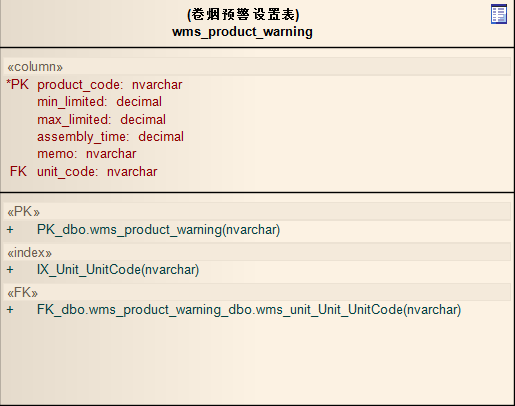 (卷烟预警设置表)
wms_product_warning
«column»
*PK product_code: nvarchar
min_limited: decimal
max_limited: decimal
assembly_time: decimal
memo: nvarchar
FK unit_code: nvarchar
«PK»
+ PK_dbo.wms_product_warning(nvarchar)
«index»
+ IX_Unit_UnitCode(nvarchar)
«FK»
+ FK_dbo.wms_product_warning_dbo.wms_unit_Unit_UnitCode(nvarchar)